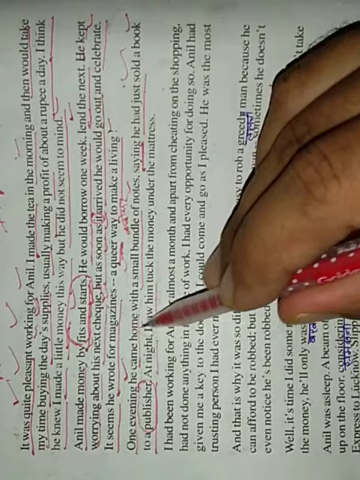 It was quite pleasant working for Anil. I made the tea in the morning and then would take
my time buying the day's supplies, usually making a profit of about a rupee a day. I think
he knew I made a little money this way but he did not seem to mind.
Anil made money by fits and starts. He would borrow one week, lend the next. He kept
worrying about his next cheque, but as soon as it arrived he would go out and celebrate.
It seems he wrote for magazines — a queer way to make a living!
One evening he came home with a small bundle of notes, saying he had just sold a book
to a publisher. At night, I saw him tuck the money under the mattress.
I had been working for almost a month and apart from cheating on the shopping,
had not done anything of work. I had every opportunity for doing so. Anil had
given me a key to the do could come and go as I pleased. He was the most
trusting person I had ever m
And that is why it was so di to rob a greedy man because he
can afford to be robbed; but sometimes he doesn't
even notice he's been robbed
Well, it's time I did some take
the money, he'll only was
Anil was asleep. A beam o
up on the floor,
Express to Lucknow.